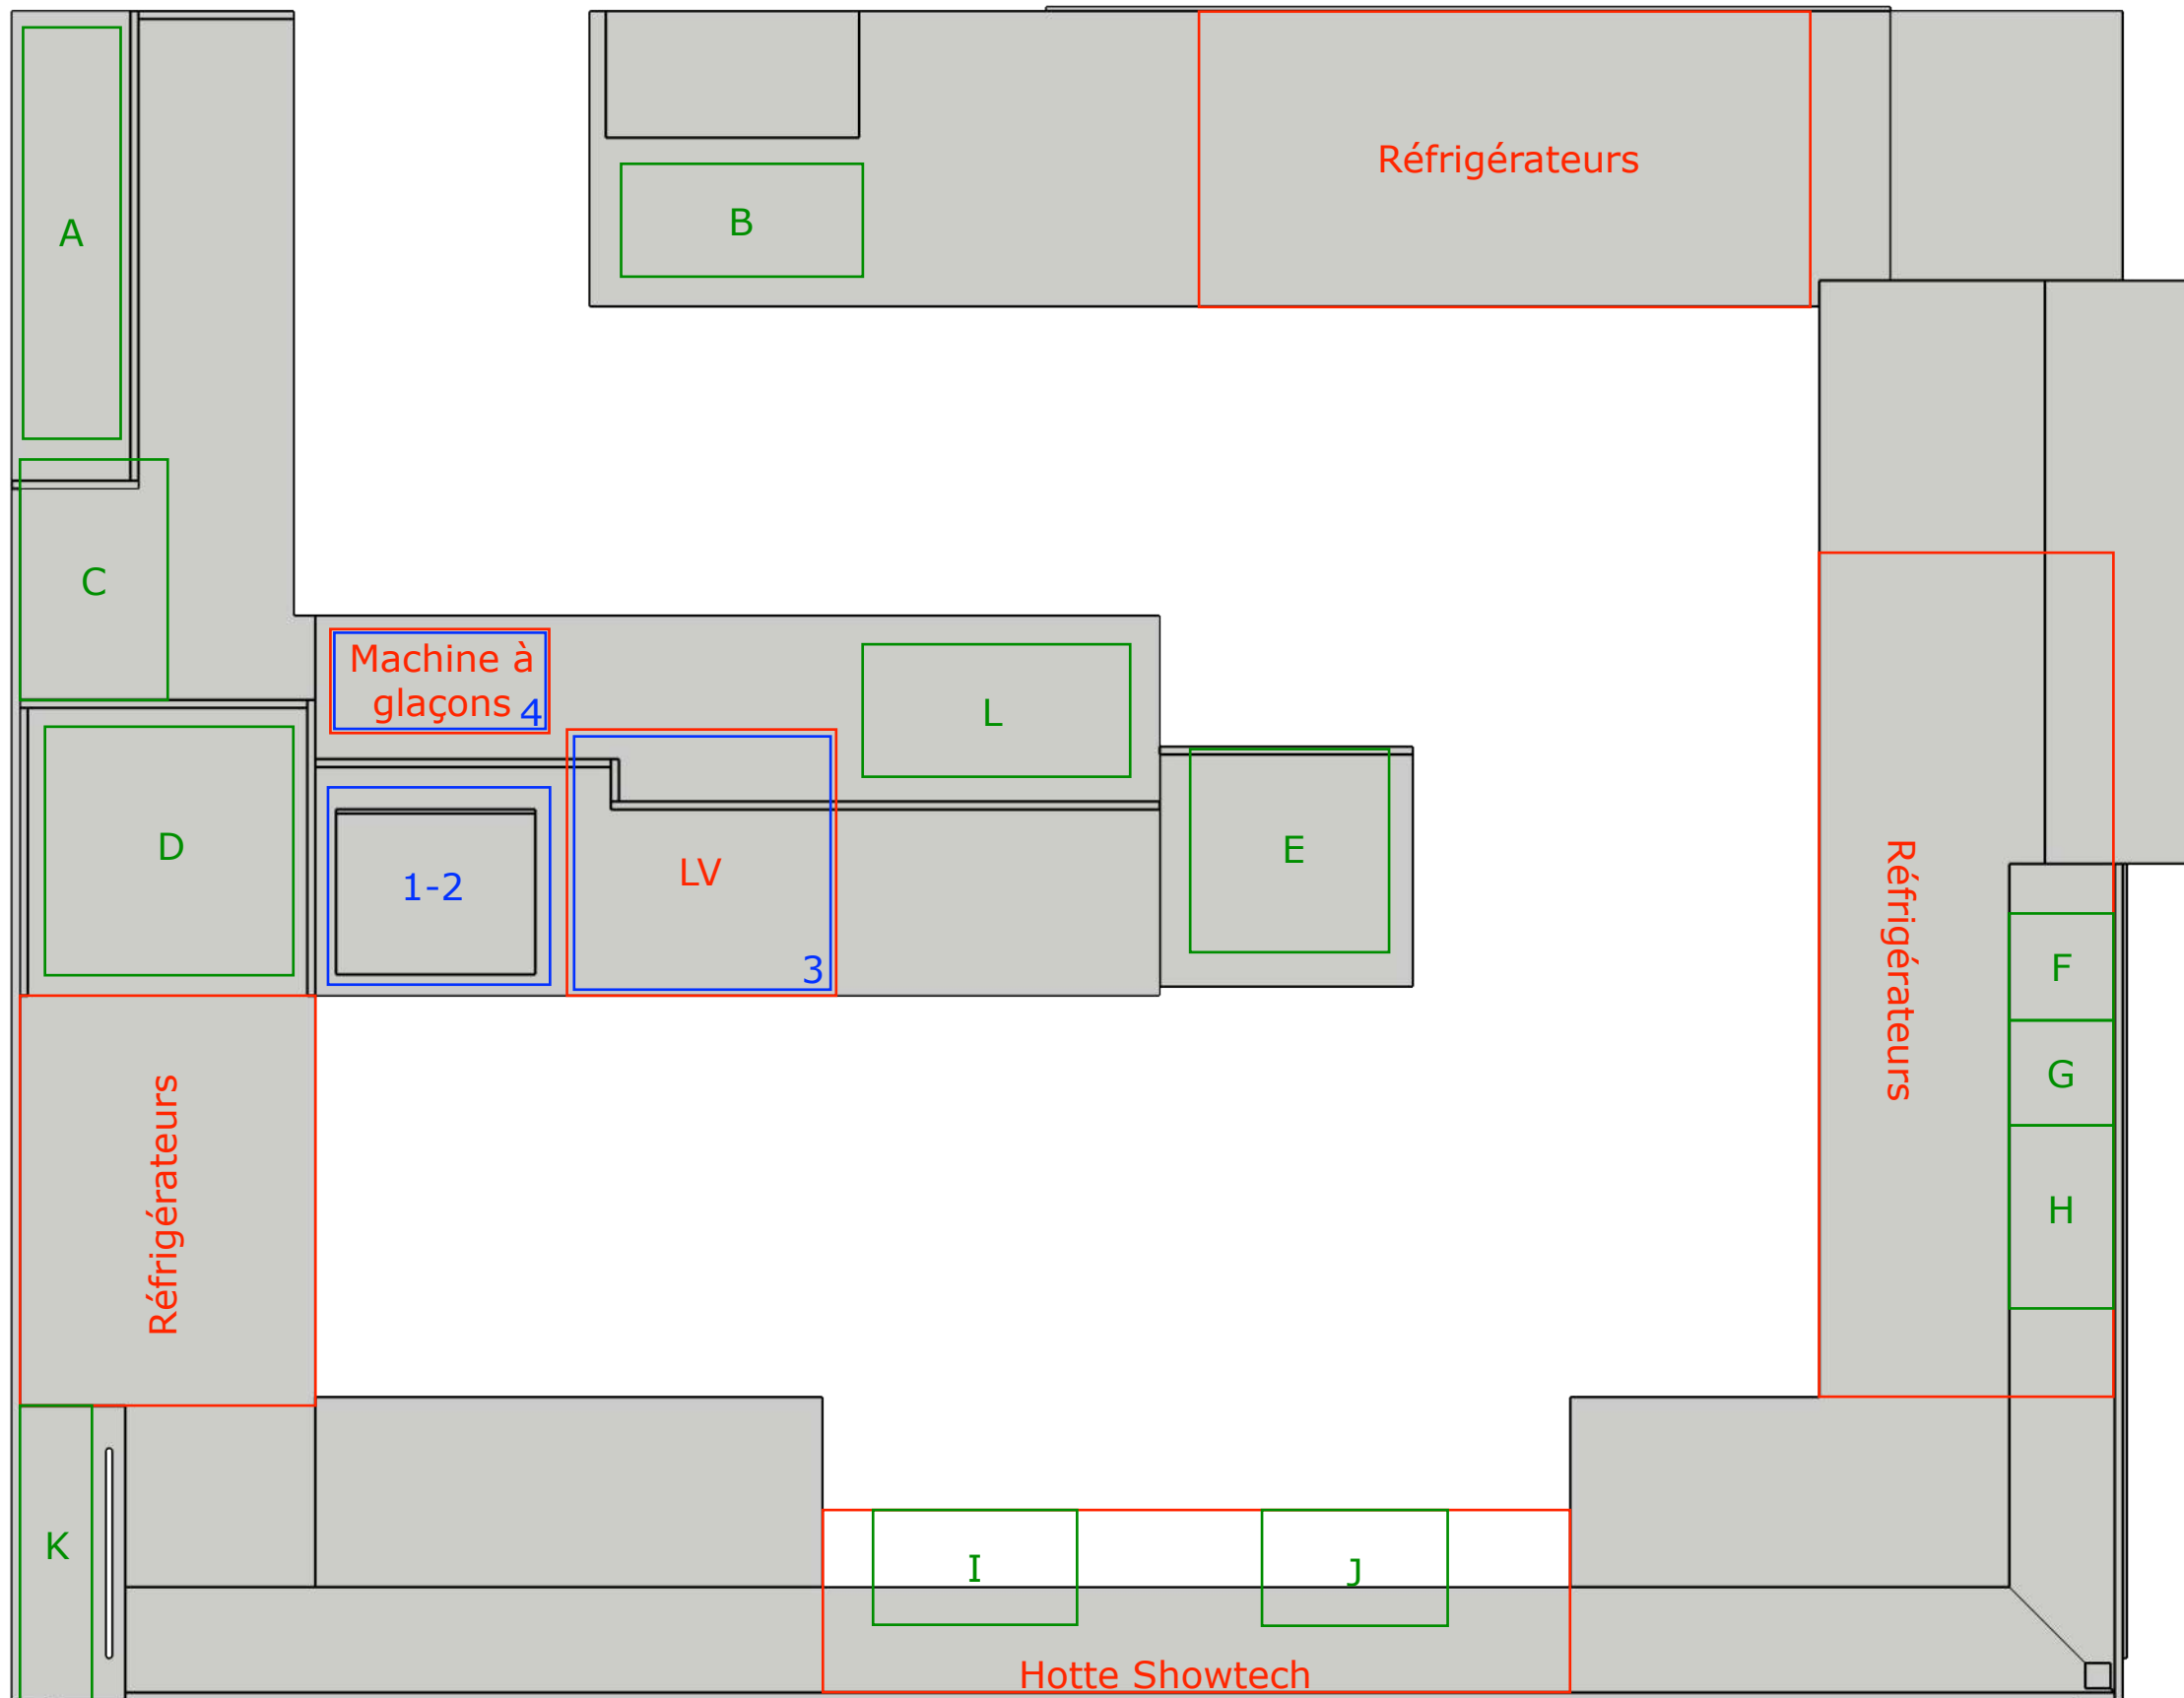 A
B
Réfrigérateurs
C
Machine à
glaçons
4
L
D
1-2
LV
3
E
Réfrigérateurs
F
G
H
Réfrigérateurs
K
I
J
Hotte Showtech